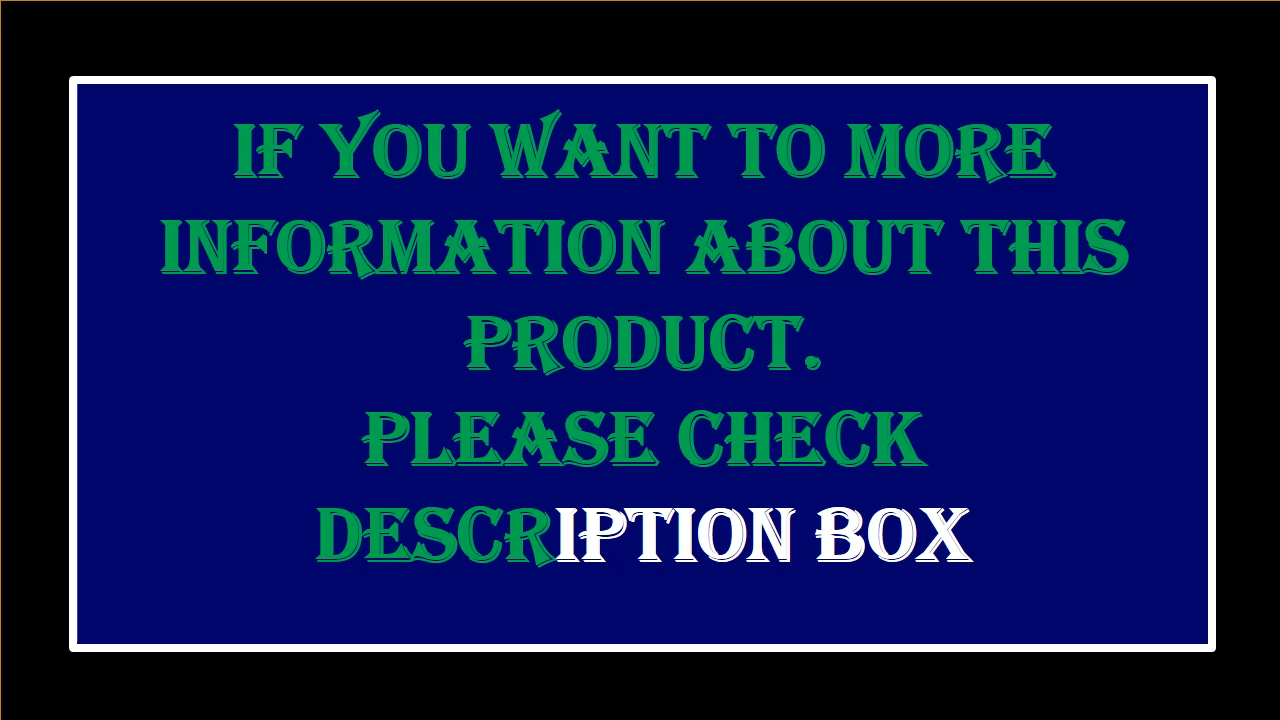 IF YOU WANT TO MORE
INFORMATION ABOUT THIS
PRODUCT.
PLEASE CHECK
DESCRIPTION BOX